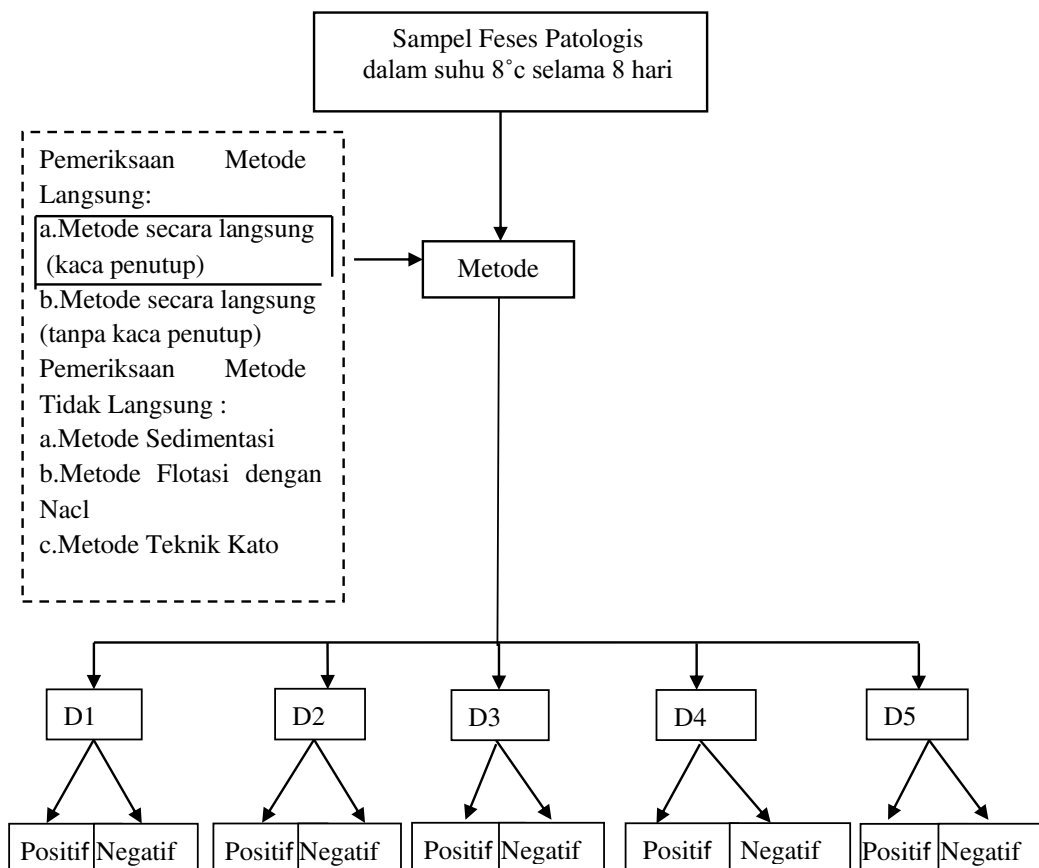 Sampel Feses Patologis
dalam suhu 8˚c selama 8 hari
Pemeriksaan Metode
Langsung:
a.Metode secara langsung
(kaca penutup)
b.Metode secara langsung
(tanpa kaca penutup)
Pemeriksaan Metode
Tidak Langsung :
a.Metode Sedimentasi
b.Metode Flotasi dengan
Nacl
c.Metode Teknik Kato
Metode
D1 D2 D3 D4 D5
Positif Negatif Positif Negatif Positif Negatif Positif Negatif Positif Negatif